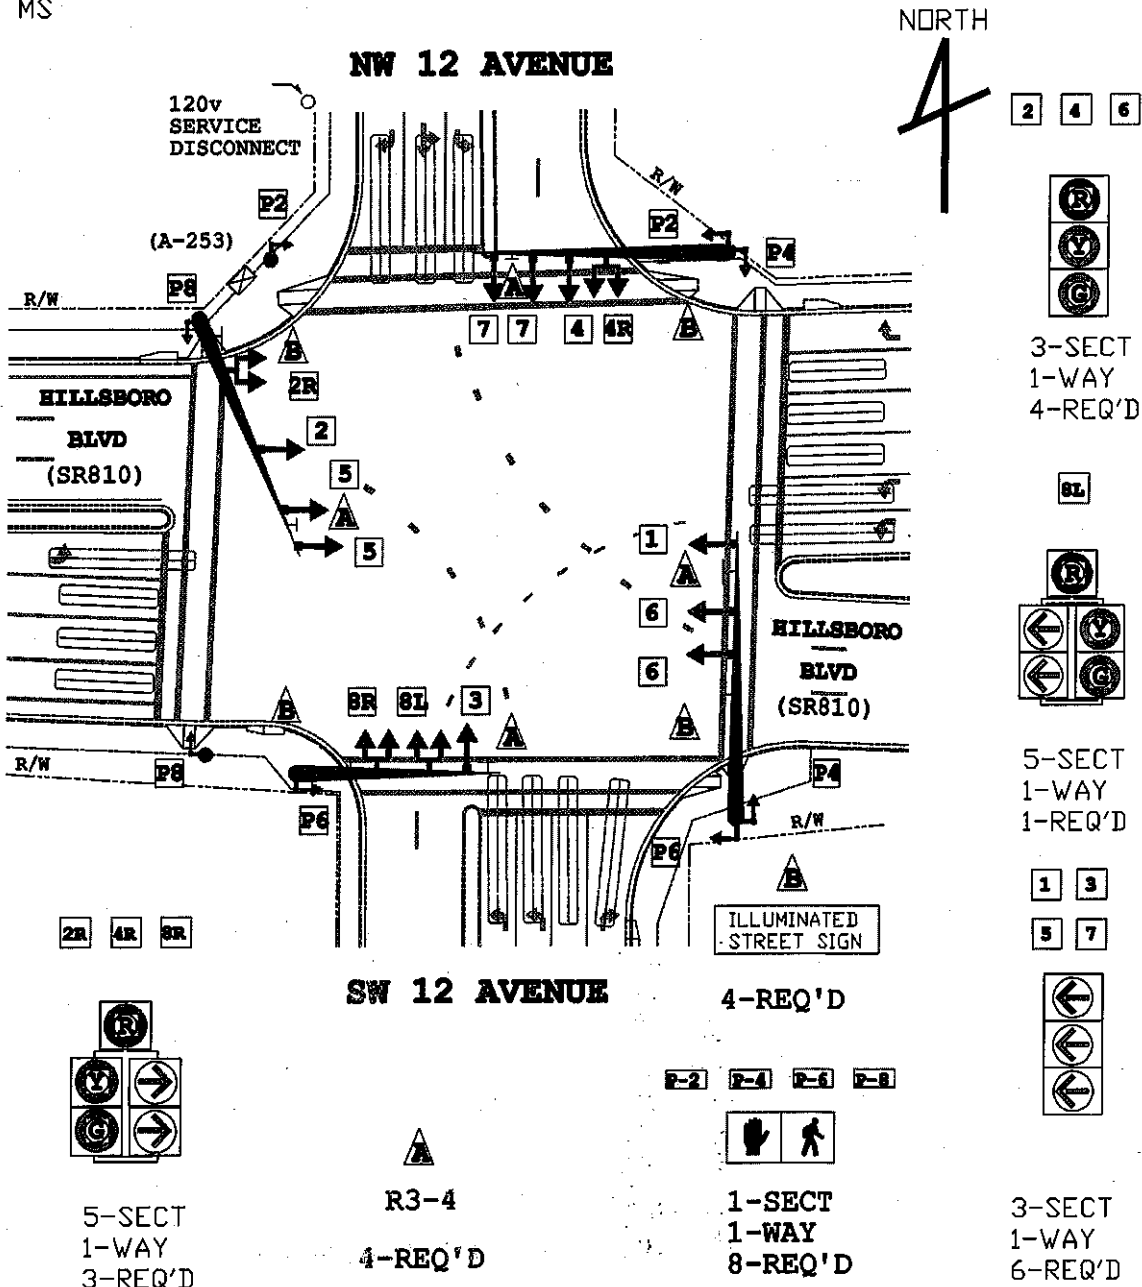 MS
NORTH
NW 12 AVENUE
120v
SERVICE
DISCONNECT
2 4 6
R/W
P2
P2
(A-253)
P4
P8
R/W
R
Y
G
A
7 7 4 4R
B
B
3-SECT
1-WAY
4-REQ'D
2R
HILLSBORO
BLVD
(SR810)
2
5
A
5
8L
1
A
6
6
R
Y
G
HILLSBORO
BLVD
(SR810)
B
8R 8L 3
A
B
R/W
P8
P6
P4
R/W
P6
5-SECT
1-WAY
1-REQ'D
B
ILLUMINATED
STREET SIGN
4-REQ'D
1 3
5 7
2R 4R 8R
SW 12 AVENUE
R
Y
G
P-2 P-4 P-6 P-8
A
R3-4
4-REQ'D
5-SECT
1-WAY
3-REQ'D
1-SECT
1-WAY
8-REQ'D
3-SECT
1-WAY
6-REQ'D